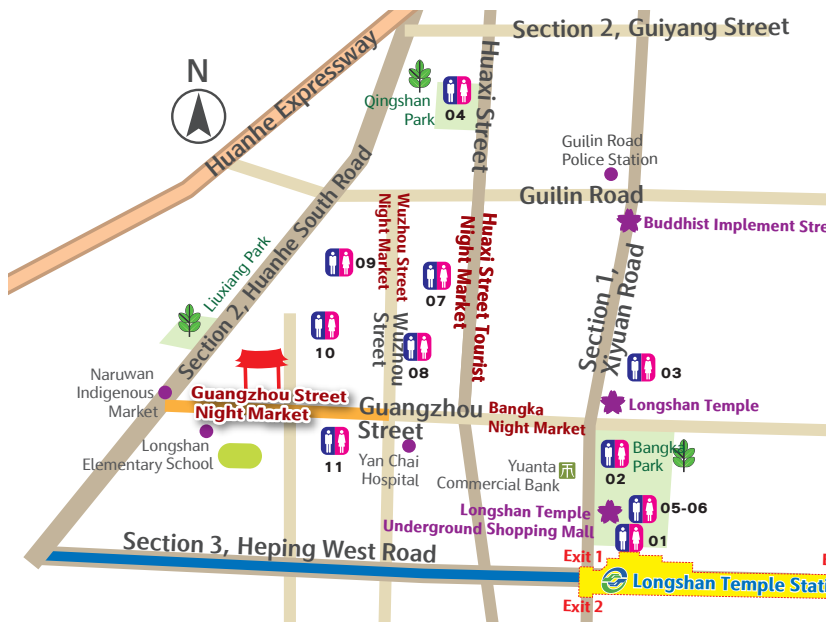 Section 2, Guiyang Street
N
Huanhe Expressway
Qingshan
Park
04
Huaxi Street
Guilin Road
Police Station
Guilin Road
Buddhist Implement Stre
Section 2, Huanhe South Road
Liuxiang Park
09
Wuzhou Street
Night Market
07
Huaxi Street Tourist
Night Market
10
Wuzhou
Street
08
Section 1,
Xiyuan Road
03
Naruwan
Indigenous
Market
Guangzhou Street
Night Market
Guangzhou
Street
Bangka
Night Market
Longshan Temple
Longshan
Elementary School
11
Yan Chai
Hospital
Yuanta
Commercial Bank
02
Bangka
Park
Longshan Temple
Underground Shopping Mall
05-06
01
Section 3, Heping West Road
Exit 1
E
Longshan Temple Stati
Exit 2